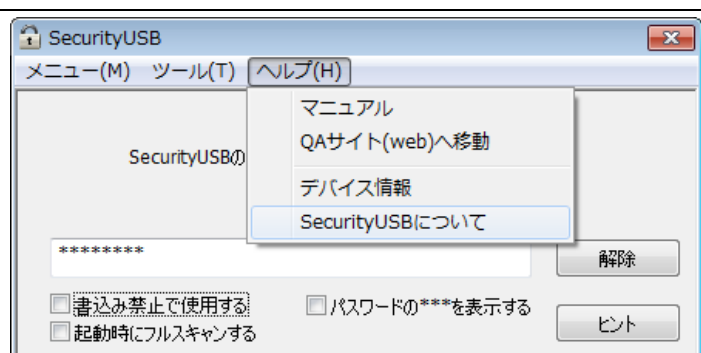 SecurityUSB
メニュー(M) ツール(T) ヘルプ(H)
マニュアル
QAサイト(web)へ移動
SecurityUSBの
デバイス情報
SecurityUSBについて
********
解除
書込み禁止で使用する
パスワードの***を表示する
起動時にフルスキャンする
ヒント